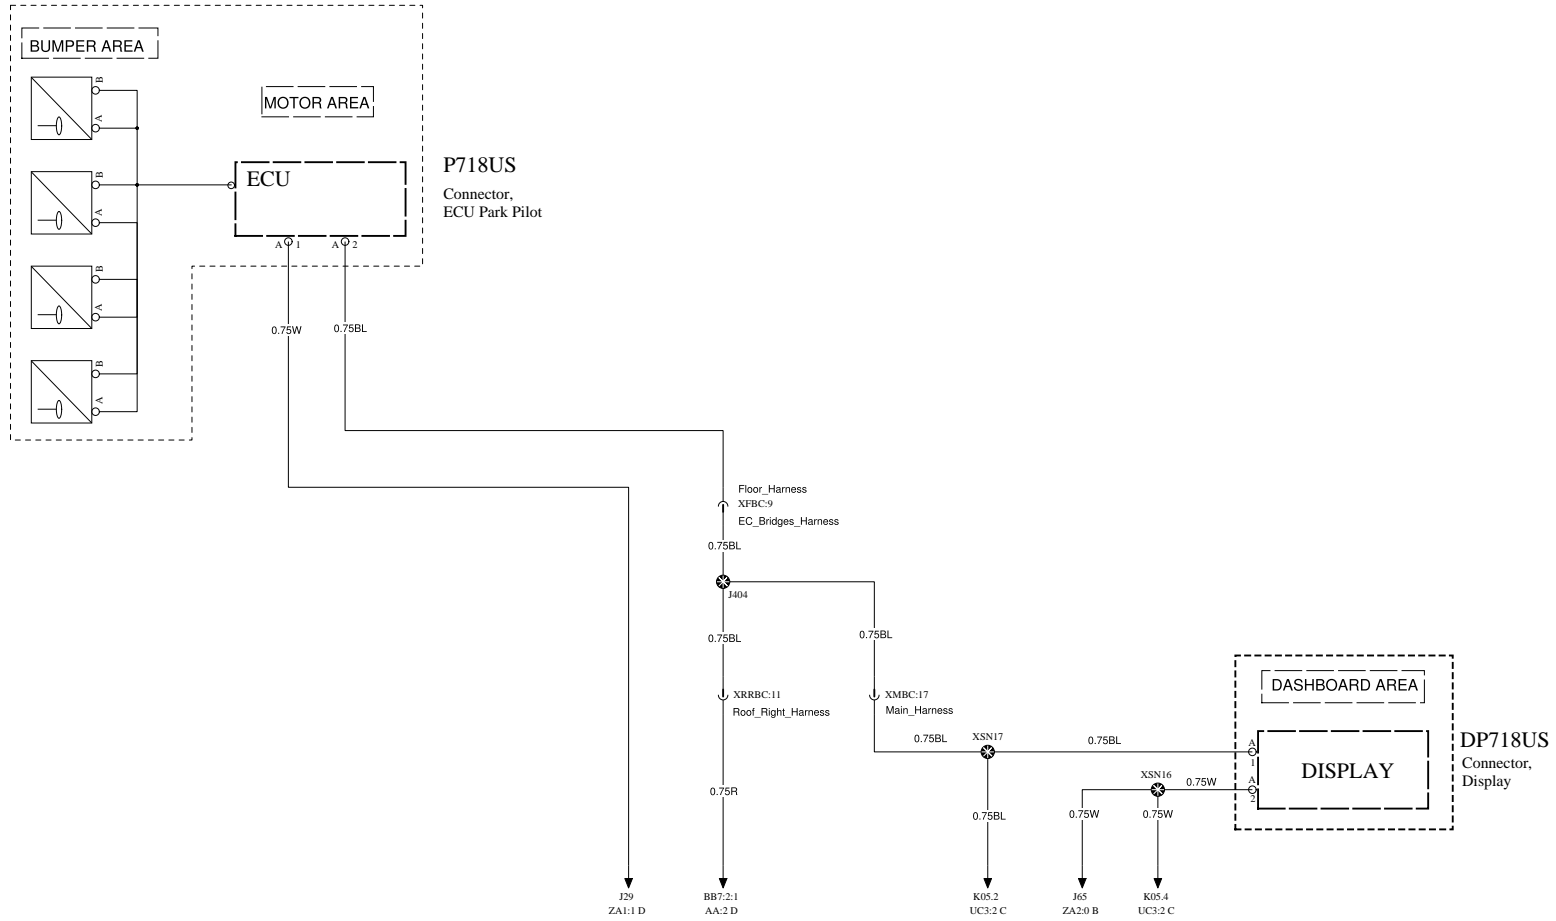 BUMPER AREA
B
A
B
A
B
A
B
A
MOTOR AREA
ECU
A 1
A 2
P718US
Connector,
ECU Park Pilot
0.75W
0.75BL
Floor_Harness
XFBC:9
EC_Bridges_Harness
0.75BL
J404
0.75BL
0.75BL
XRRBC:11
Roof_Right_Harness
XMBC:17
Main_Harness
0.75R
0.75BL
XSN17
0.75BL
0.75BL
XSN16
0.75W
0.75W
0.75W
DASHBOARD AREA
A
1
A
2
DISPLAY
DP718US
Connector,
Display
J29
ZA1:1 D
BB7:2:1
AA:2 D
K05.2
UC3:2 C
J65
ZA2:0 B
K05.4
UC3:2 C